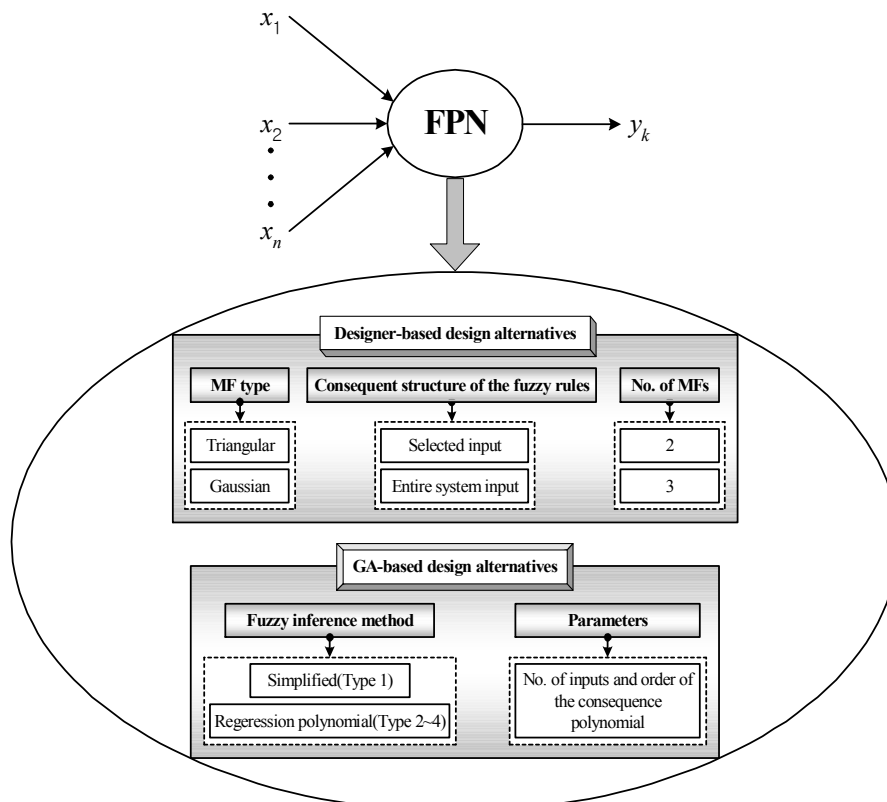 x1
x2
xn
FPN
yk
Designer-based design alternatives
MF type
Consequent structure of the fuzzy rules
No. of MFs
Triangular
Gaussian
Selected input
Entire system input
2
3
GA-based design alternatives
Fuzzy inference method
Parameters
Simplified(Type 1)
Regeression polynomial(Type 2~4)
No. of inputs and order of
the consequence
polynomial